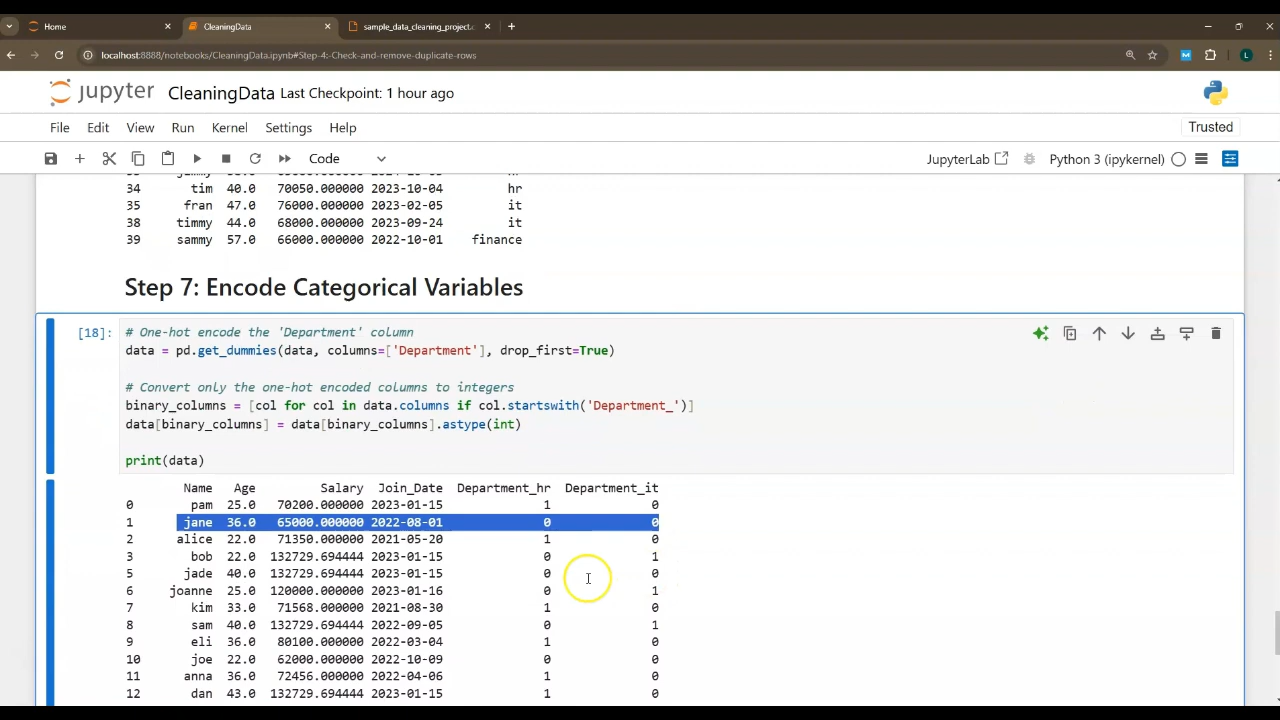 Home
CleaningData
sample_data_cleaning_project.c
localhost:8888/notebooks/CleaningData.ipynb#Step-4:-Check-and-remove-duplicate-rows
L
jupyter CleaningData Last Checkpoint: 1 hour ago
File Edit View Run Kernel Settings Help
Trusted
Code
JupyterLab
Python 3 (ipykernel)
34 tim 40.0 70050.000000 2023-10-04 hr
35 fran 47.0 76000.000000 2023-02-05 it
38 timmy 44.0 68000.000000 2023-09-24 it
39 sammy 57.0 66000.000000 2022-10-01 finance
Step 7: Encode Categorical Variables
[18]:
# One-hot encode the 'Department' column
data = pd.get_dummies(data, columns=['Department'], drop_first=True)
# Convert only the one-hot encoded columns to integers
binary_columns = [col for col in data.columns if col.startswith('Department_')]
data[binary_columns] = data[binary_columns].astype(int)
print(data)
Name Age Salary Join_Date Department_hr Department_it
0 pam 25.0 70200.000000 2023-01-15 1 0
1 jane 36.0 65000.000000 2022-08-01 0 0
2 alice 22.0 71350.000000 2021-05-20 1 0
3 bob 22.0 132729.694444 2023-01-15 0 1
5 jade 40.0 132729.694444 2023-01-15 0 0
6 joanne 25.0 120000.000000 2023-01-16 0 1
7 kim 33.0 71568.000000 2021-08-30 1 0
8 sam 40.0 132729.694444 2022-09-05 0 1
9 eli 36.0 80100.000000 2022-03-04 1 0
10 joe 22.0 62000.000000 2022-10-09 0 0
11 anna 36.0 72456.000000 2022-04-06 1 0
12 dan 43.0 132729.694444 2023-01-15 1 0